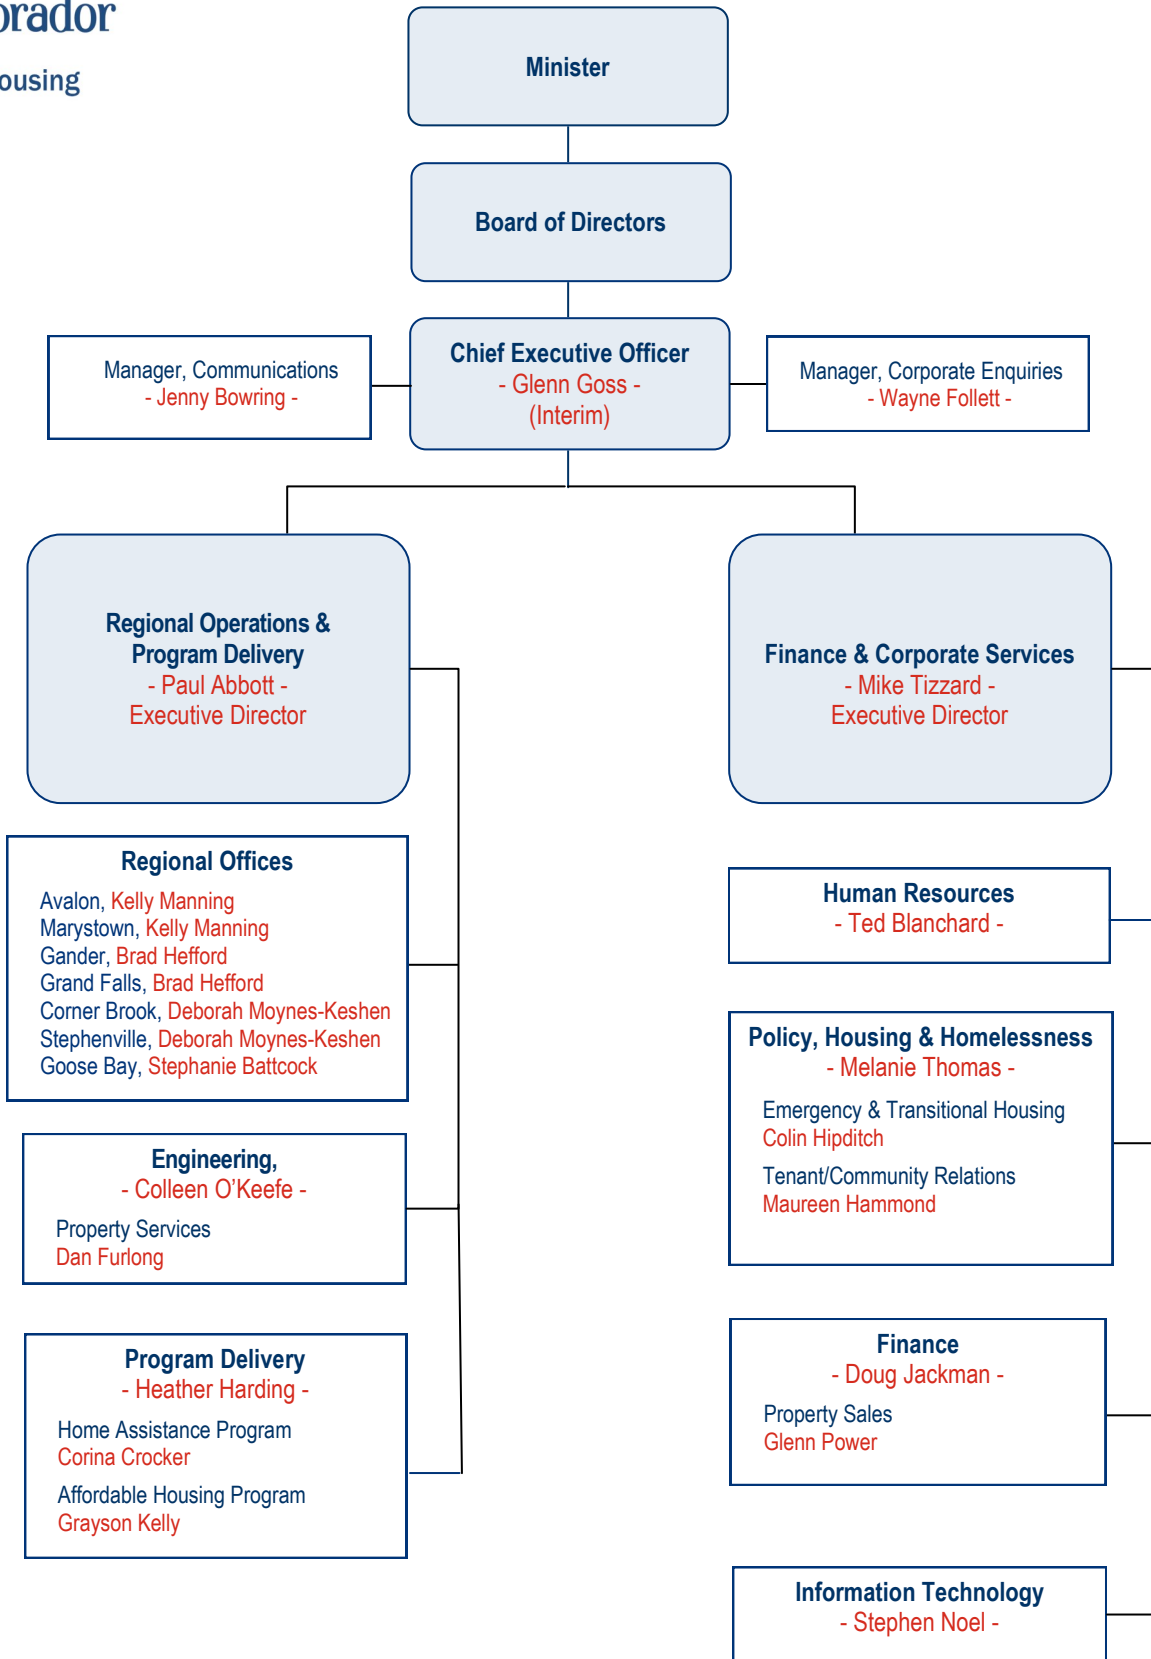 Minister
Board of Directors
Chief Executive Officer
- Glenn Goss -
(Interim)
Manager, Communications
- Jenny Bowring -
Manager, Corporate Enquiries
- Wayne Follett -
Regional Operations &
Program Delivery
- Paul Abbott -
Executive Director
Finance & Corporate Services
- Mike Tizzard -
Executive Director
Regional Offices
Avalon, Kelly Manning
Marystown, Kelly Manning
Gander, Brad Hefford
Grand Falls, Brad Hefford
Corner Brook, Deborah Moynes-Keshen
Stephenville, Deborah Moynes-Keshen
Goose Bay, Stephanie Battcock
Engineering,
- Colleen O'Keefe -
Property Services
Dan Furlong
Program Delivery
- Heather Harding -
Home Assistance Program
Corina Crocker
Affordable Housing Program
Grayson Kelly
Human Resources
- Ted Blanchard -
Policy, Housing & Homelessness
- Melanie Thomas -
Emergency & Transitional Housing
Colin Hipditch
Tenant/Community Relations
Maureen Hammond
Finance
- Doug Jackman -
Property Sales
Glenn Power
Information Technology
- Stephen Noel -